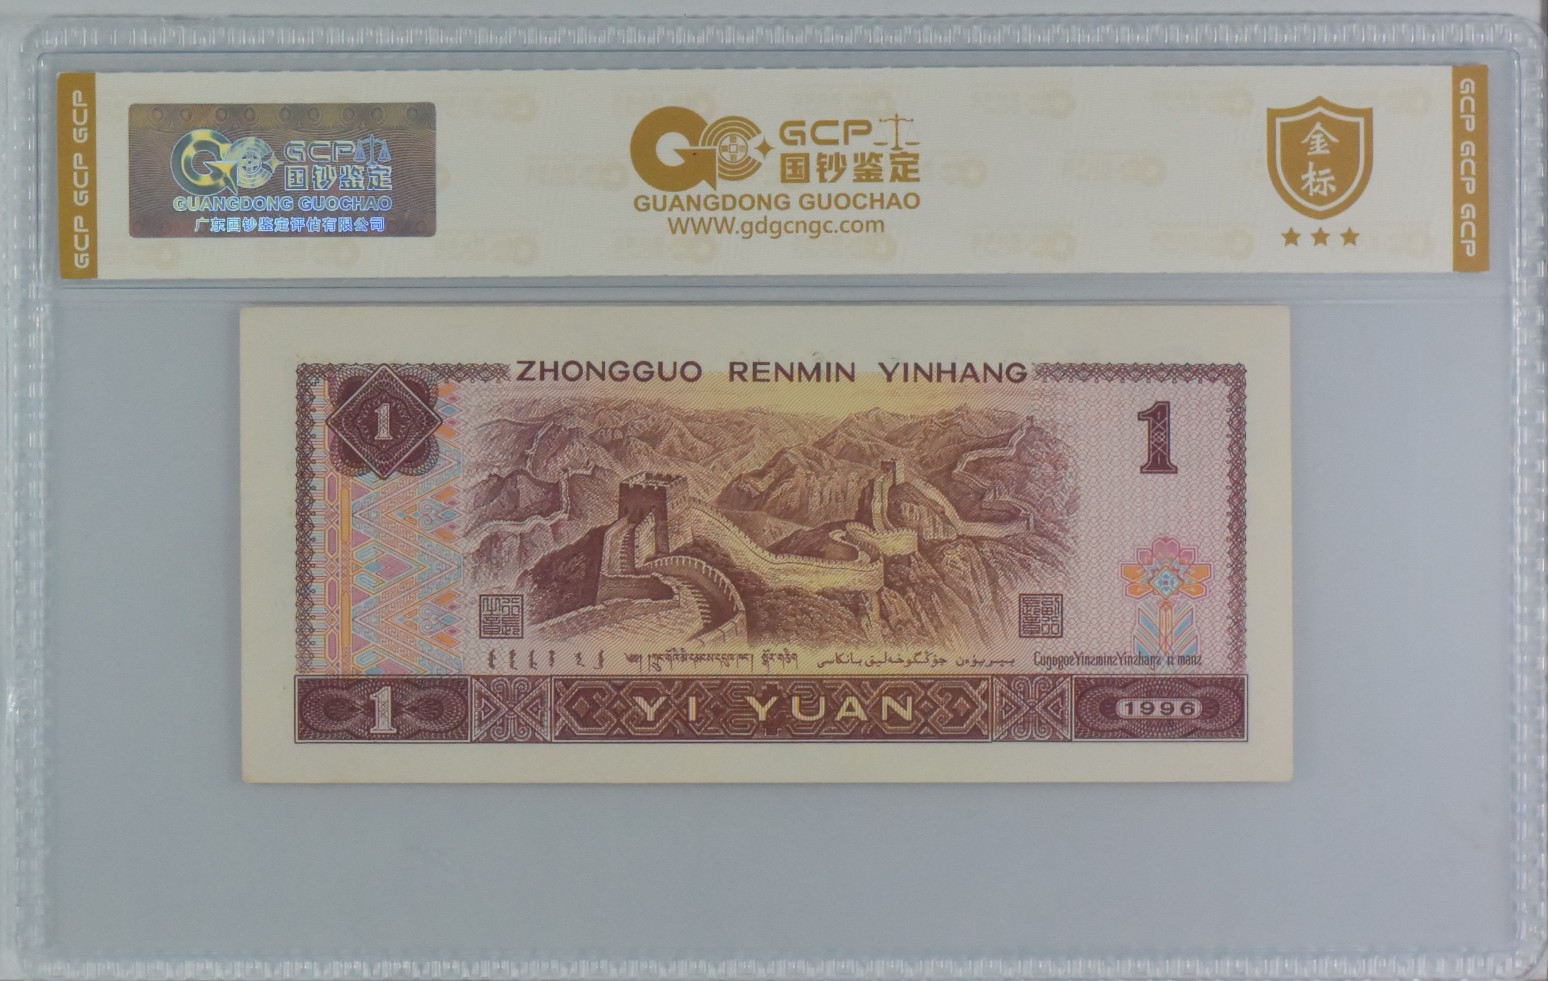 GCP GCP GCP
GCP
国钞鉴定
GUANGDONG GUOCHAO
广东国钞鉴定评估有限公司
GCP
国钞鉴定
GUANGDONG GUOCHAO
WWW.gdgcngc.com
金标
GCP GCP GCP
ZHONGGUO RENMIN YINHANG
1
1
1
YI YUAN
1996